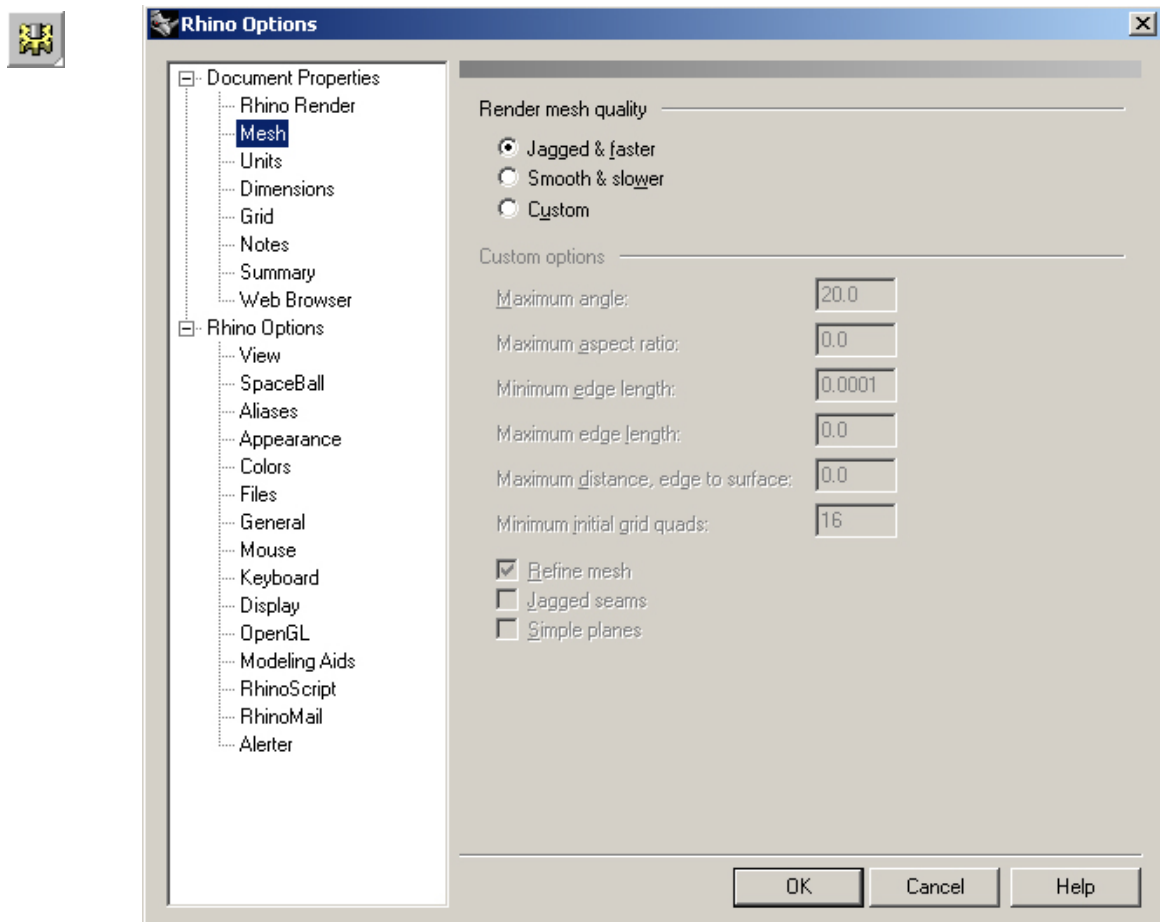 Rhino Options
Document Properties
Rhino Render
Mesh
Units
Dimensions
Grid
Notes
Summary
Web Browser
Rhino Options
View
SpaceBall
Aliases
Appearance
Colors
Files
General
Mouse
Keyboard
Display
OpenGL
Modeling Aids
RhinoScript
RhinoMail
Alerter
Render mesh quality
Jagged & faster
Smooth & slower
Custom
Custom options
Maximum angle: 20.0
Maximum aspect ratio: 0.0
Minimum edge length: 0.0001
Maximum edge length: 0.0
Maximum distance, edge to surface: 0.0
Minimum initial grid quads: 16
Refine mesh
Jagged seams
Simple planes
OK Cancel Help